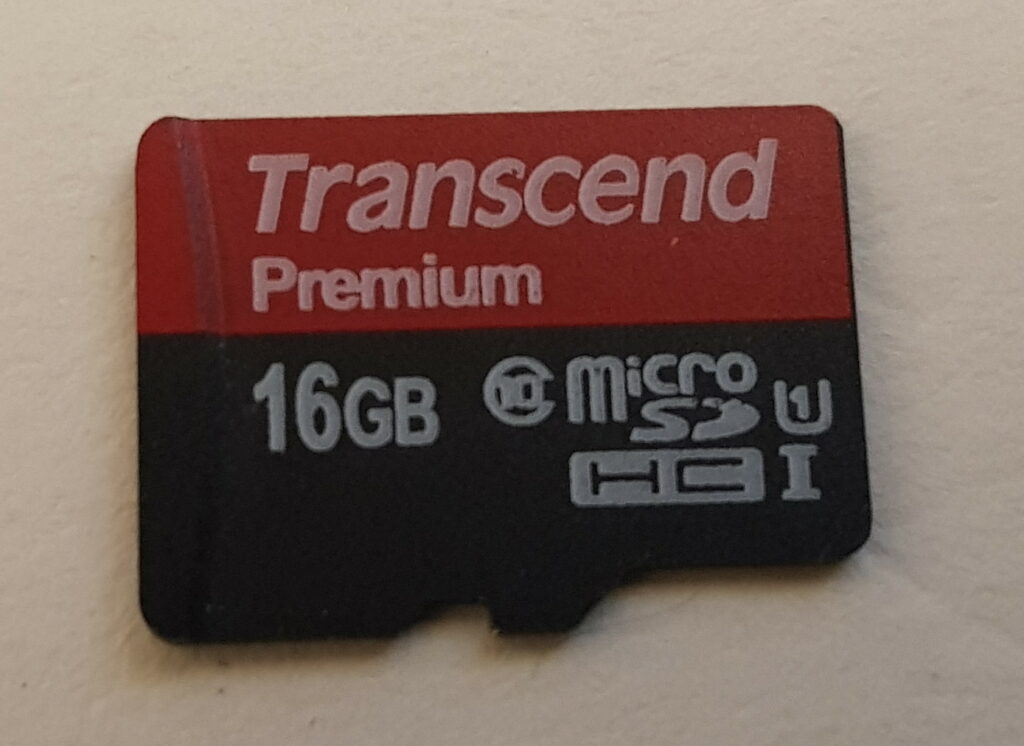 Transcend
Premium
16GB 10 micro SD U1
HC I